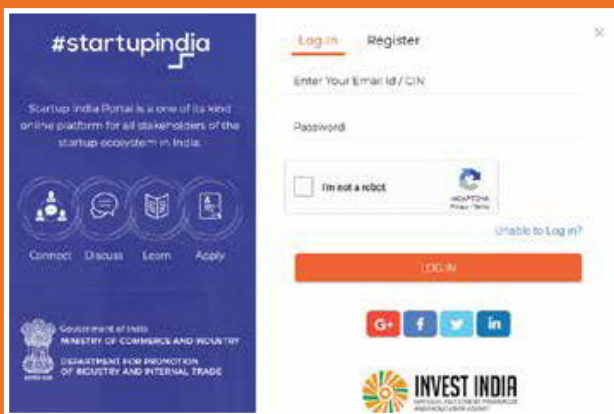 #startupindia
Startup India Portal is a one of its kind
online platform for all stakeholders of the
startup ecosystem in India.
Connect Discuss Learn Apply
Government of India
MINISTRY OF COMMERCE AND INDUSTRY
DEPARTMENT FOR PROMOTION
OF INDUSTRY AND INTERNAL TRADE
Log In Register
×
Enter Your Email Id / CIN
Password
I'm not a robot
reCAPTCHA
Privacy - Terms
Unable to Log in?
LOG IN
G+ f in
INVEST INDIA